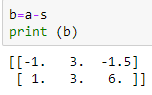 b=a-s
print (b)
[[-1.   3.  -1.5]
 [ 1.   3.   6. ]]